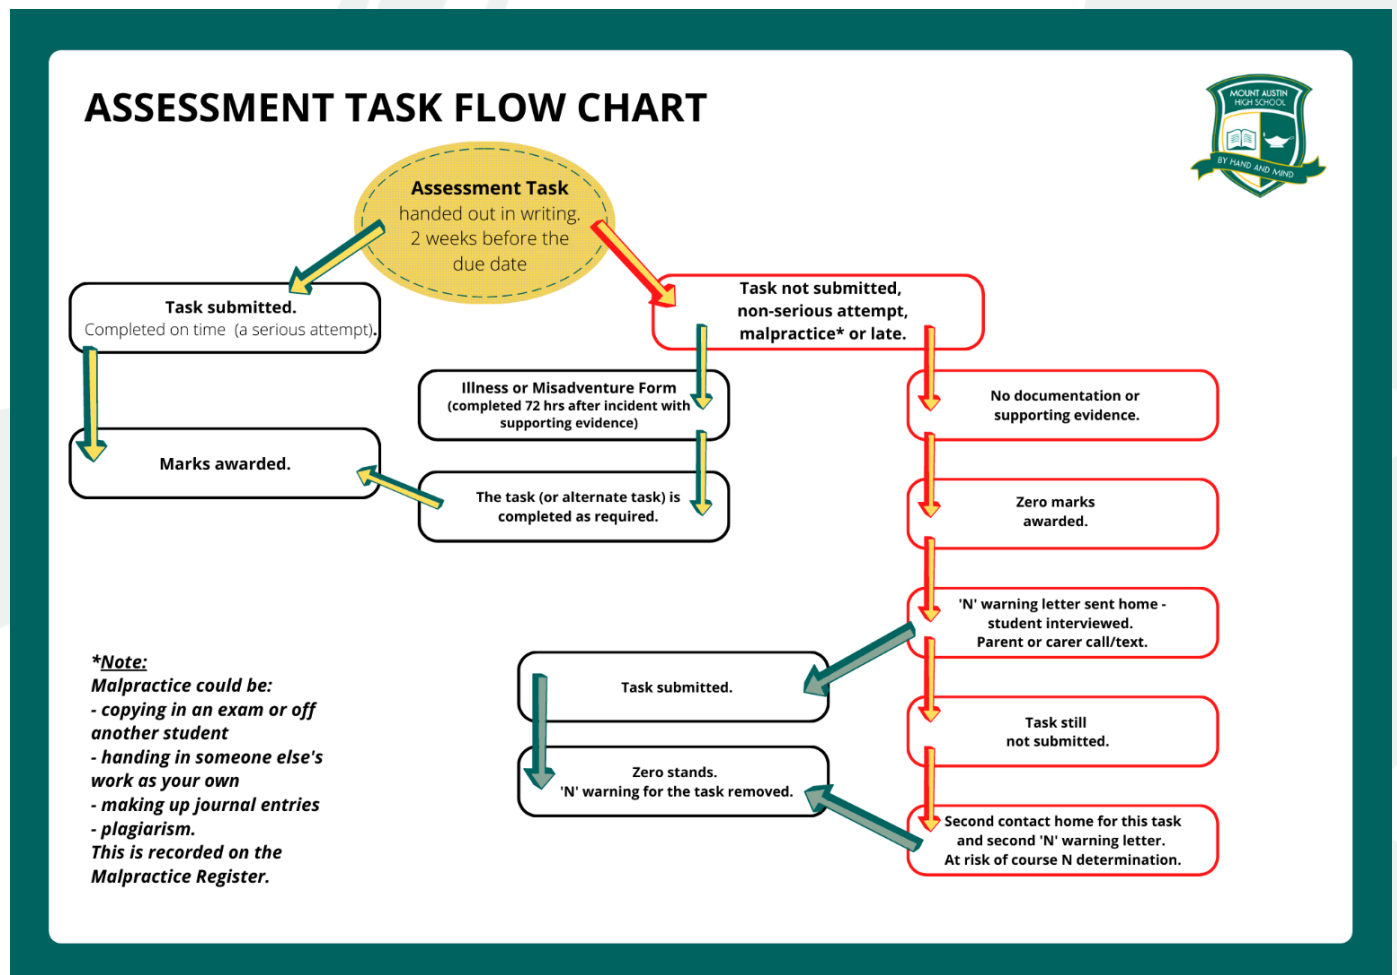 ASSESSMENT TASK FLOW CHART
MOUNT AUSTIN
HIGH SCHOOL
BY HAND AND MIND
Assessment Task
handed out in writing.
2 weeks before the
due date
Task submitted.
Completed on time (a serious attempt).
Task not submitted,
non-serious attempt,
malpractice* or late.
Illness or Misadventure Form
(completed 72 hrs after incident with
supporting evidence)
No documentation or
supporting evidence.
Marks awarded.
The task (or alternate task) is
completed as required.
Zero marks
awarded.
'N' warning letter sent home -
student interviewed.
Parent or carer call/text.
Task submitted.
Task still
not submitted.
Zero stands.
'N' warning for the task removed.
Second contact home for this task
and second 'N' warning letter.
At risk of course N determination.
*Note:
Malpractice could be:
- copying in an exam or off
another student
- handing in someone else's
work as your own
- making up journal entries
- plagiarism.
This is recorded on the
Malpractice Register.